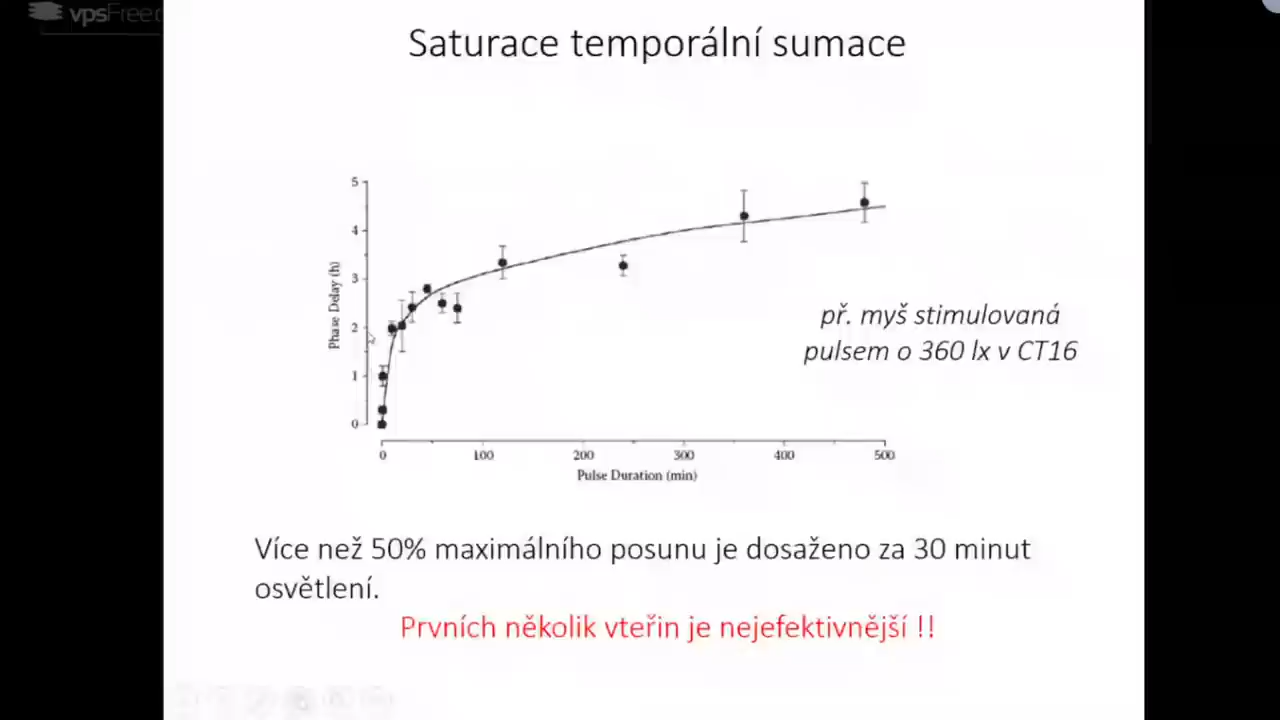 vpsFree
Saturace temporální sumace
5
4
3
2
1
0
Phase Delay (h)
0 100 200 300 400 500
Pulse Duration (min)
př. myš stimulovaná
pulsem o 360 lx v CT16
Více než 50% maximálního posunu je dosaženo za 30 minut
osvětlení.
Prvních několik vteřin je nejefektivnější !!